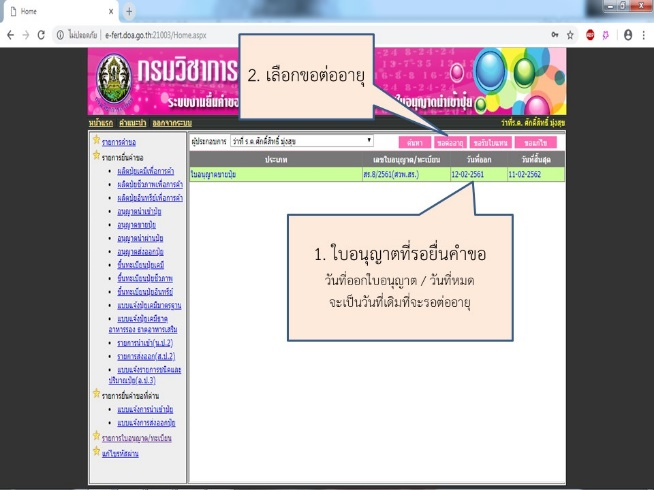 Home
ไม่ปลอดภัย | e-fert.doa.go.th:21003/Home.aspx
กรมวิชาการ
2. เลือกขอต่ออายุ
หน้าแรก คำแนะนำ ออกจากระบบ
ว่าที่ร.ต. ศักดิ์สิทธิ์ มุ่งสุข
รายการคำขอ
ผู้ประกอบการ ว่าที่ ร.ต. ศักดิ์สิทธิ์ มุ่งสุข
ค้นหา ขอต่ออายุ ขอรับใบแทน ขอแก้ไข
ประเภท เลขใบอนุญาต/ทะเบียน วันที่ออก วันที่สิ้นสุด
ใบอนุญาตขายปุ๋ย สร.8/2561(สวพ.สร.) 12-02-2561 11-02-2562
รายการยื่นคำขอ
ผลิตปุ๋ยเคมีเพื่อการค้า
ผลิตปุ๋ยชีวภาพเพื่อการค้า
ผลิตปุ๋ยอินทรีย์เพื่อการค้า
อนุญาตนำเข้าปุ๋ย
อนุญาตขายปุ๋ย
อนุญาตนำผ่านปุ๋ย
อนุญาตส่งออกปุ๋ย
ขึ้นทะเบียนปุ๋ยเคมี
ขึ้นทะเบียนปุ๋ยชีวภาพ
ขึ้นทะเบียนปุ๋ยอินทรีย์
แบบแจ้งปุ๋ยเคมีมาตรฐาน
แบบแจ้งปุ๋ยเคมีธาตุ
อาหารรอง ธาตุอาหารเสริม
รายการนำเข้า(น.ป.2)
รายการส่งออก(ส.ป.2)
แบบแจ้งรายการชนิดและ
ปริมาณปุ๋ย(อ.ป.3)
รายการยื่นคำขอที่ด่าน
แบบแจ้งการนำเข้าปุ๋ย
แบบแจ้งการส่งออกปุ๋ย
รายการใบอนุญาต/ทะเบียน
แก้ไขรหัสผ่าน
1. ใบอนุญาตที่รอยื่นคำขอ
วันที่ออกใบอนุญาต / วันที่หมด
จะเป็นวันที่เดิมที่จะรอต่ออายุ